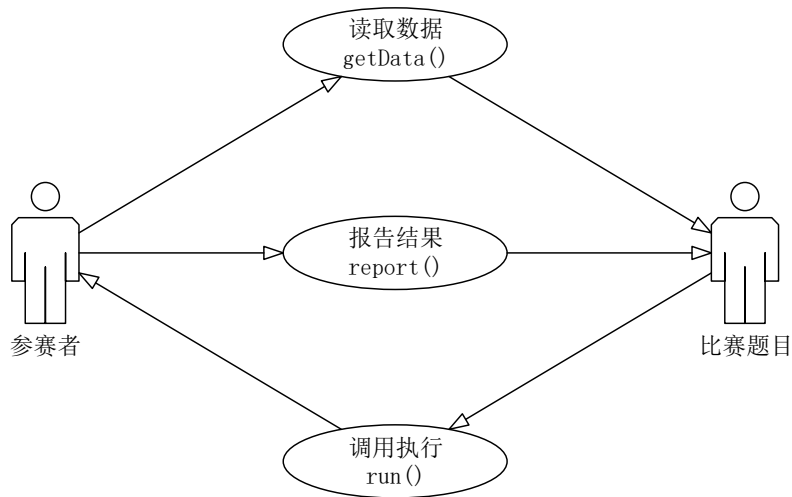 读取数据
getData()
报告结果
report()
参赛者
比赛题目
调用执行
run()